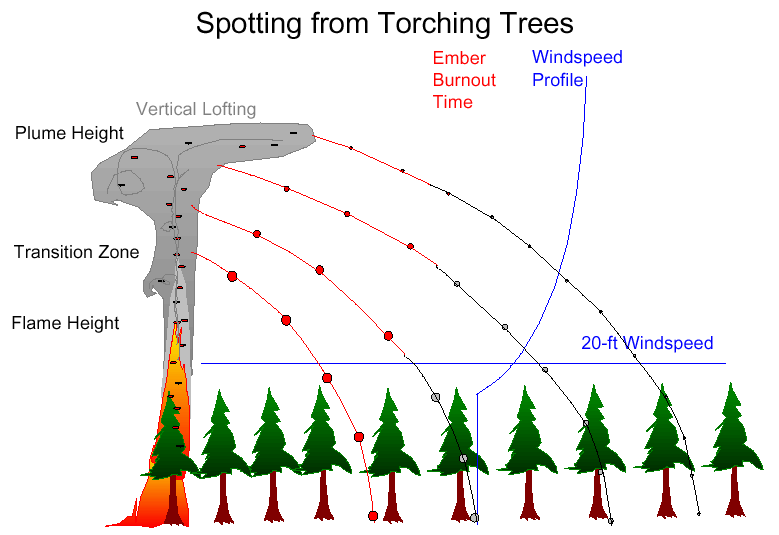 Spotting from Torching Trees
Ember
Burnout
Time
Windspeed
Profile
Vertical Lofting
Plume Height
Transition Zone
Flame Height
20-ft Windspeed